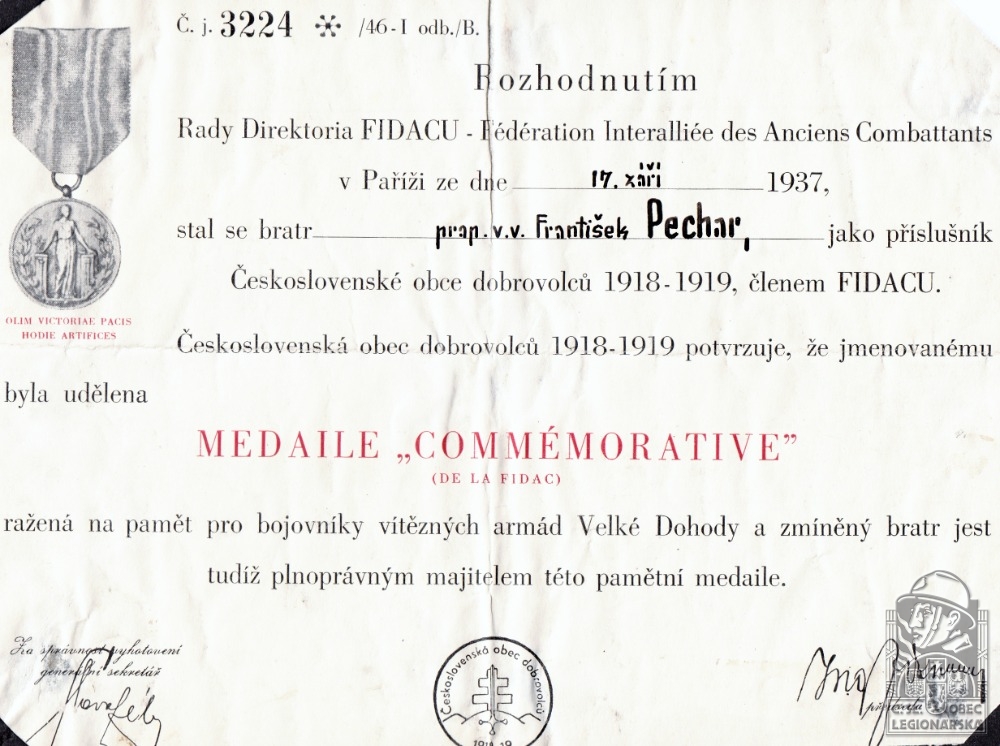 Č. j. 3224 /46-I odb./B.
Rozhodnutím
Rady Direktoria FIDACU - Fédération Interalliée des Anciens Combattants
v Paříži ze dne 17. září 1937,
stal se bratr prap. v.v. František Pechar, jako příslušník
Československé obce dobrovolců 1918-1919, členem FIDACU.
OLIM VICTORIAE PACIS
HODIE ARTIFICES
Československá obec dobrovolců 1918-1919 potvrzuje, že jmenovanému
byla udělena
MEDAILE „COMMÉMORATIVE”
(DE LA FIDAC)
ražená na pamět pro bojovníky vítězných armád Velké Dohody a zmíněný bratr jest
tudíž plnoprávným majitelem této pamětní medaile.
Za správnost vyhotovení
generální sekretář
Československá obec dobrovolců
1918-19
Ing
předseda
Č. SL. OBEC
LEGIONÁŘSKÁ